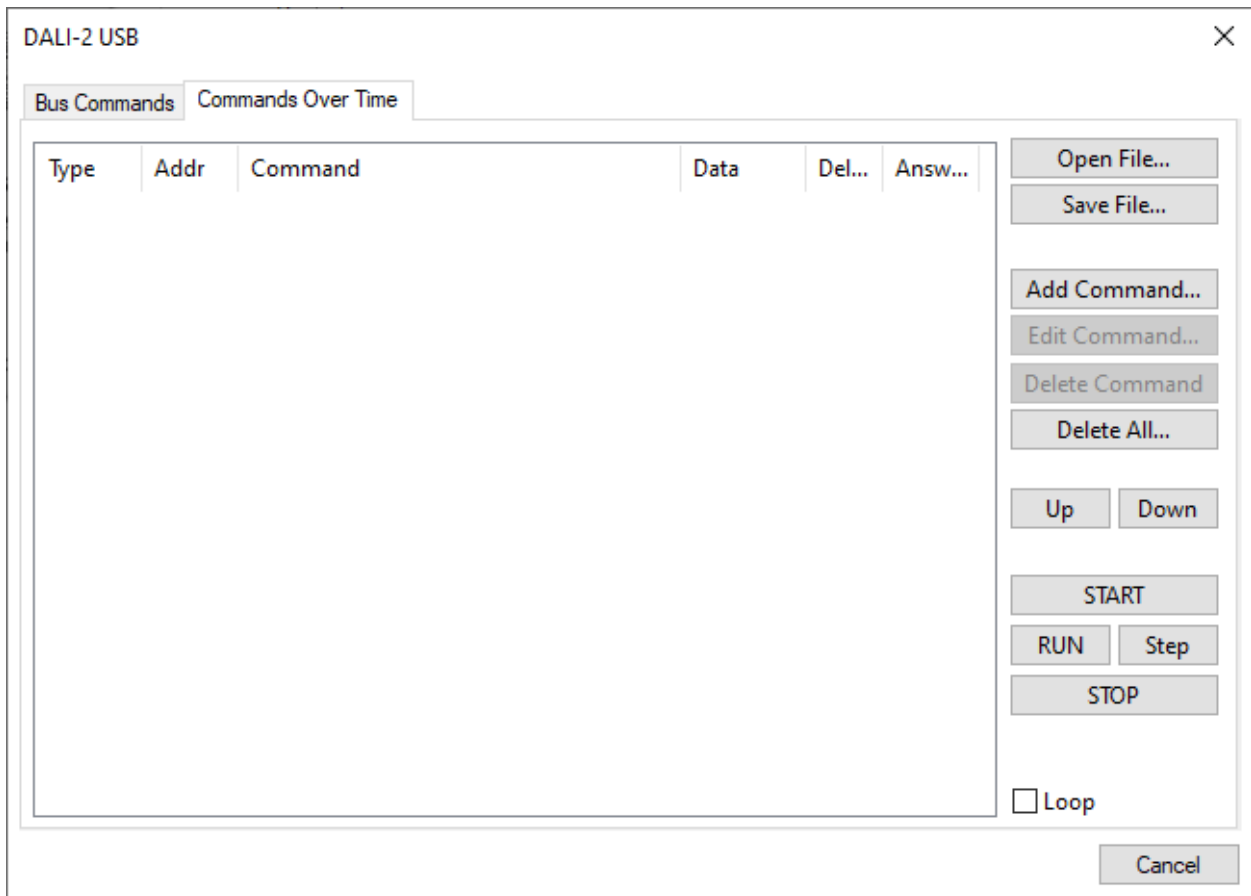 DALI-2 USB
Bus Commands
Commands Over Time
Type Addr Command Data Del... Answ...
Open File...
Save File...
Add Command...
Edit Command...
Delete Command
Delete All...
Up Down
START
RUN Step
STOP
Loop
Cancel